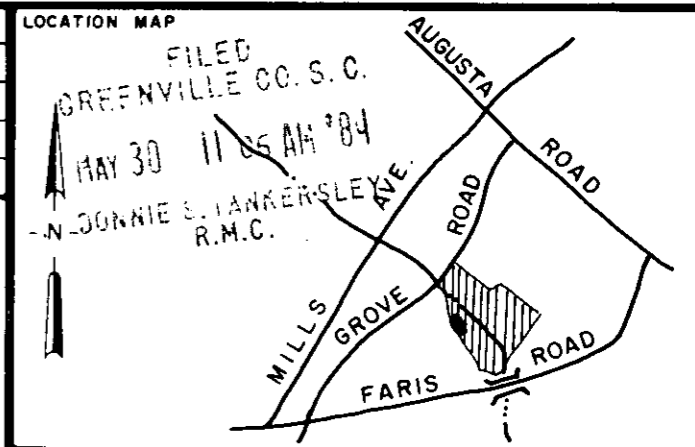 LOCATION MAP
FILED
GREENVILLE CO. S. C.
MAY 30 11 06 AM '84
DONNIE S. TANKERSLEY
R.M.C.
N
AUGUSTA ROAD
MILLS AVE.
GROVE ROAD
FARIS ROAD